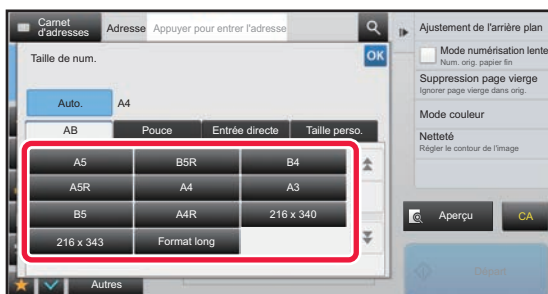 Carnet d'adresses
Adresse
Appuyer pour entrer l'adresse
Taille de num.
OK
Auto.
A4
AB
Pouce
Entrée directe
Taille perso.
A5
B5R
B4
A5R
A4
A3
B5
A4R
216 x 340
216 x 343
Format long
Autres
Ajustement de l'arrière plan
Mode numérisation lente
Num. orig. papier fin
Suppression page vierge
Ignorer page vierge dans orig.
Mode couleur
Netteté
Régler le contour de l'image
Aperçu
CA
Départ